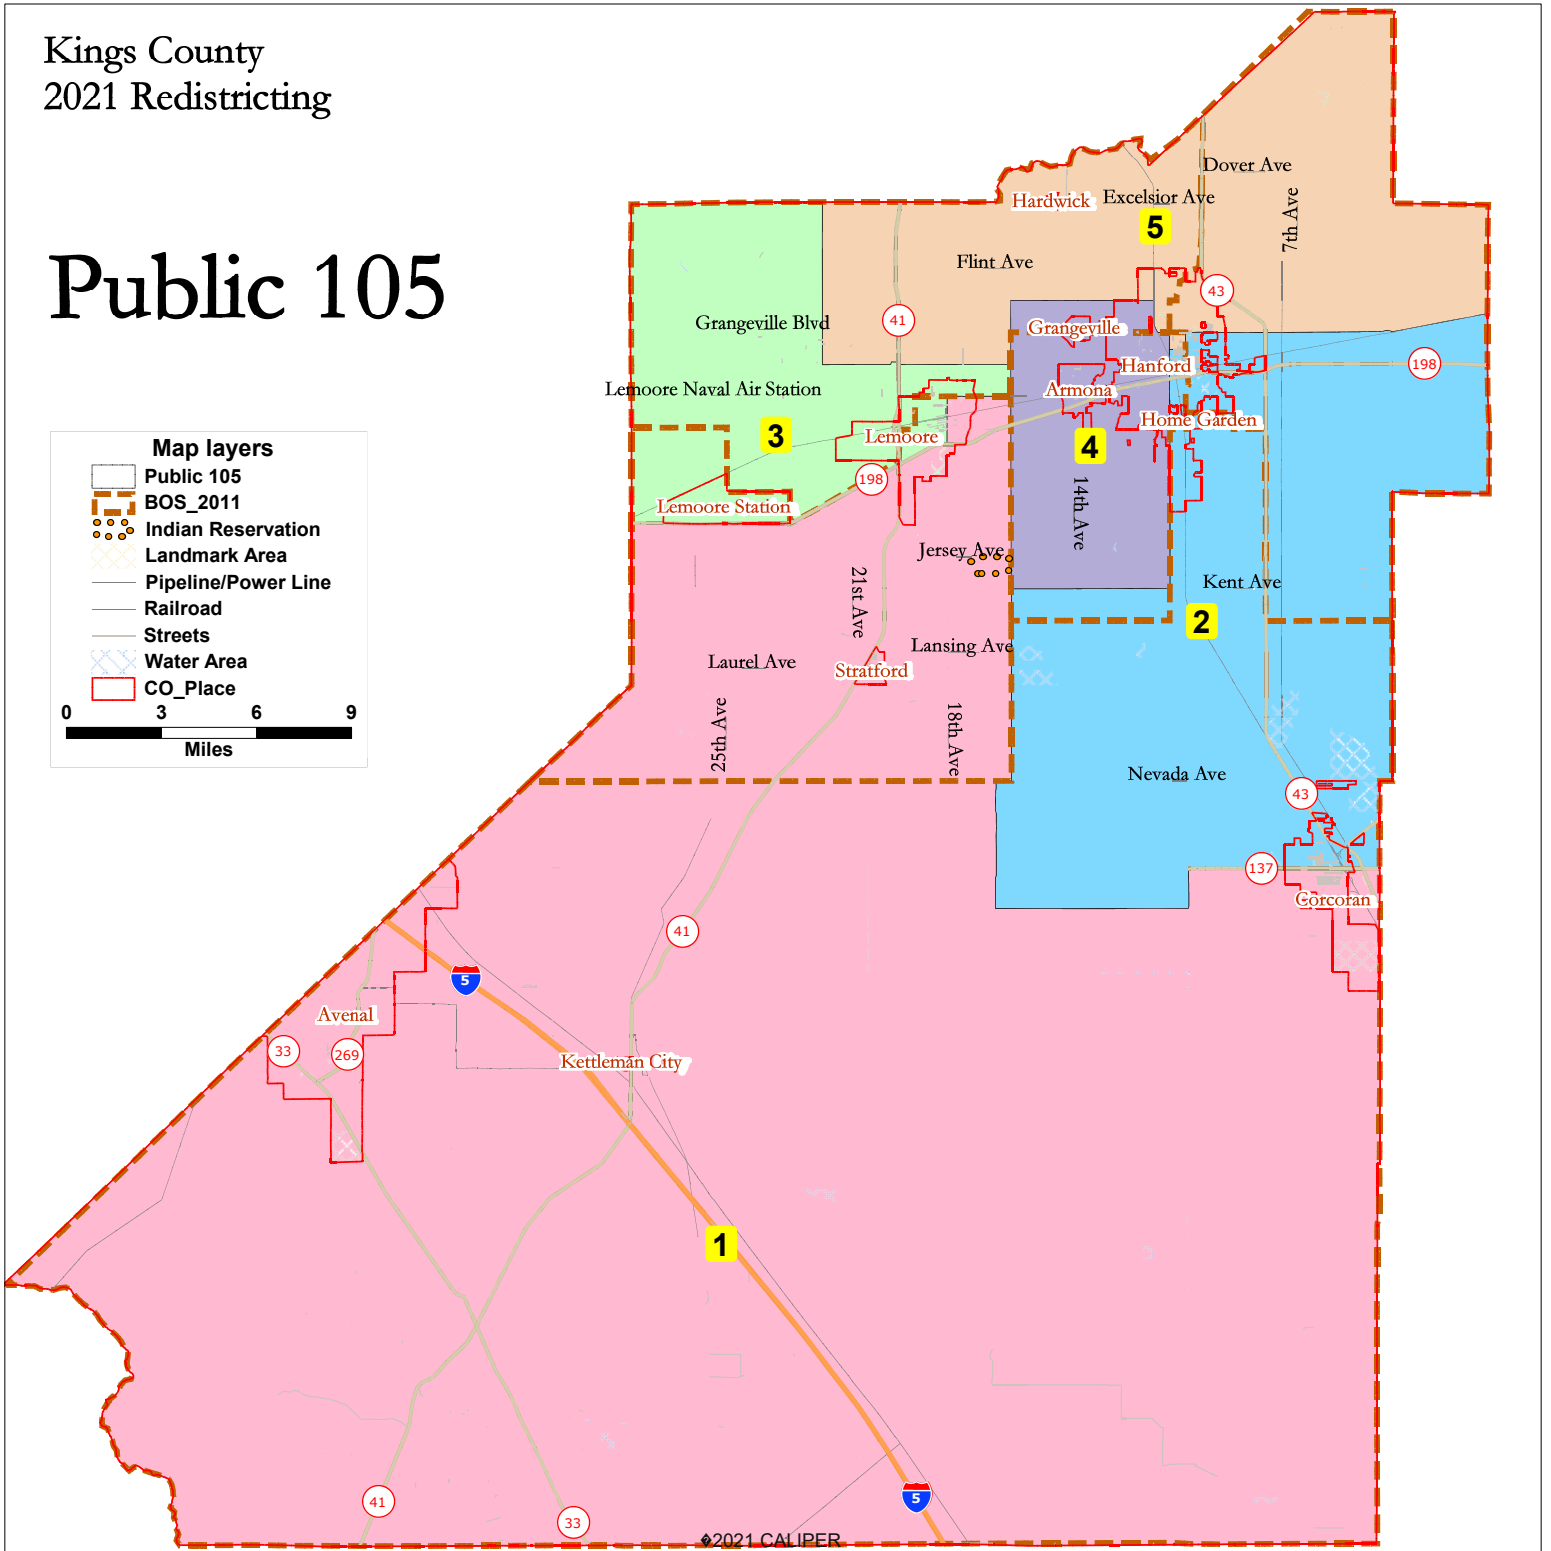 Kings County
2021 Redistricting
Public 105
Map layers
Public 105
BOS_2011
Indian Reservation
Landmark Area
Pipeline/Power Line
Railroad
Streets
Water Area
CO_Place
0 3 6 9
Miles
Dover Ave
Hardwick
Excelsior Ave
7th Ave
5
Flint Ave
43
Grangeville Blvd
41
Grangeville
Hanford
198
Lemoore Naval Air Station
Armona
Home Garden
3
Lemoore
4
198
Lemoore Station
14th Ave
Jersey Ave
21st Ave
Kent Ave
2
Lansing Ave
Laurel Ave
Stratford
25th Ave
18th Ave
Nevada Ave
43
137
Corcoran
41
5
Avenal
33
269
Kettleman City
1
41
33
5
�2021 CALIPER